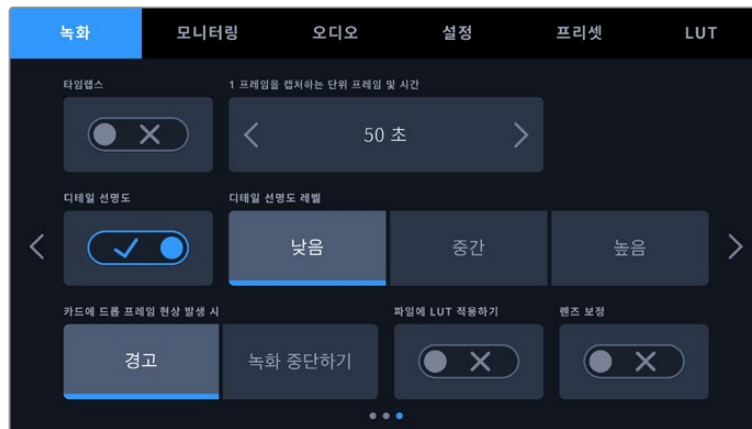 녹화 모니터링 오디오 설정 프리셋 LUT
타임랩스 1 프레임을 캡처하는 단위 프레임 및 시간
50 초
디테일 선명도 디테일 선명도 레벨
낮음 중간 높음
카드에 드롭 프레임 현상 발생 시 파일에 LUT 적용하기 렌즈 보정
경고 녹화 중단하기